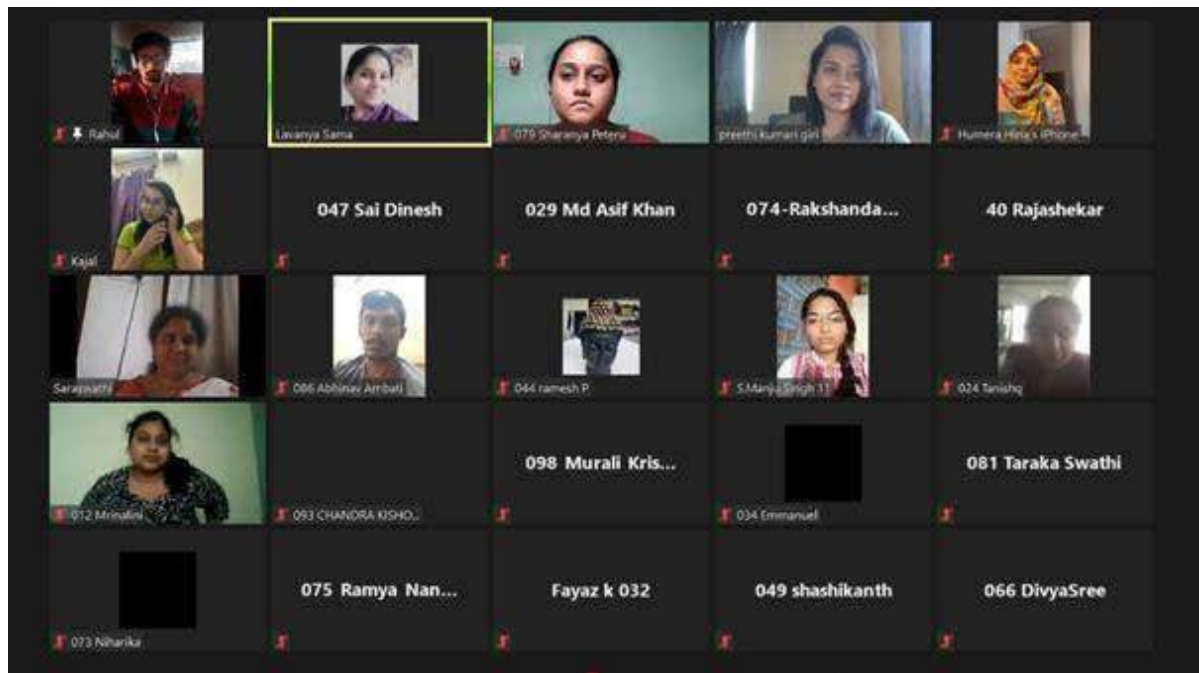 Rahul
Lavanya Sama
079 Sharanya Peteru
preethi kumari giri
Humera Hina's iPhone
Kajal
047 Sai Dinesh
029 Md Asif Khan
074-Rakshanda...
40 Rajashekar
Saraswathi
086 Abhinav Ambati
044 ramesh P
S.Manju Singh 11
024 Tanishq
012 Mrinalini
093 CHANDRA KISHO...
098 Murali Kris...
034 Emmanuel
081 Taraka Swathi
073 Niharika
075 Ramya Nan...
Fayaz k 032
049 shashikanth
066 DivyaSree